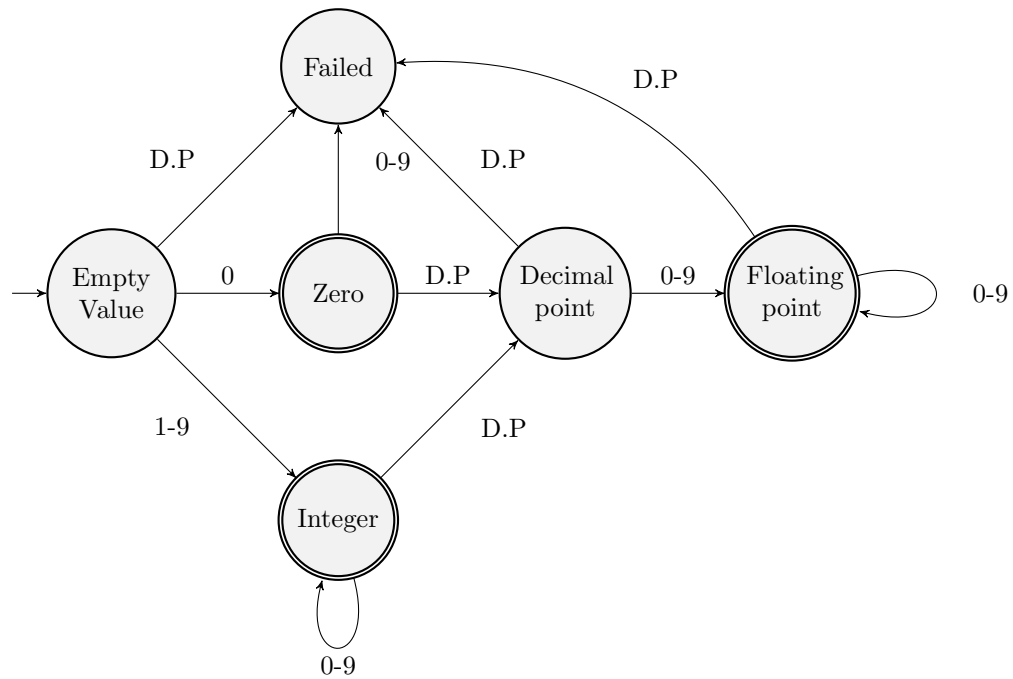 Failed
D.P
D.P
0-9
D.P
Empty
Value
0
Zero
D.P
Decimal
point
0-9
Floating
point
0-9
1-9
D.P
Integer
0-9